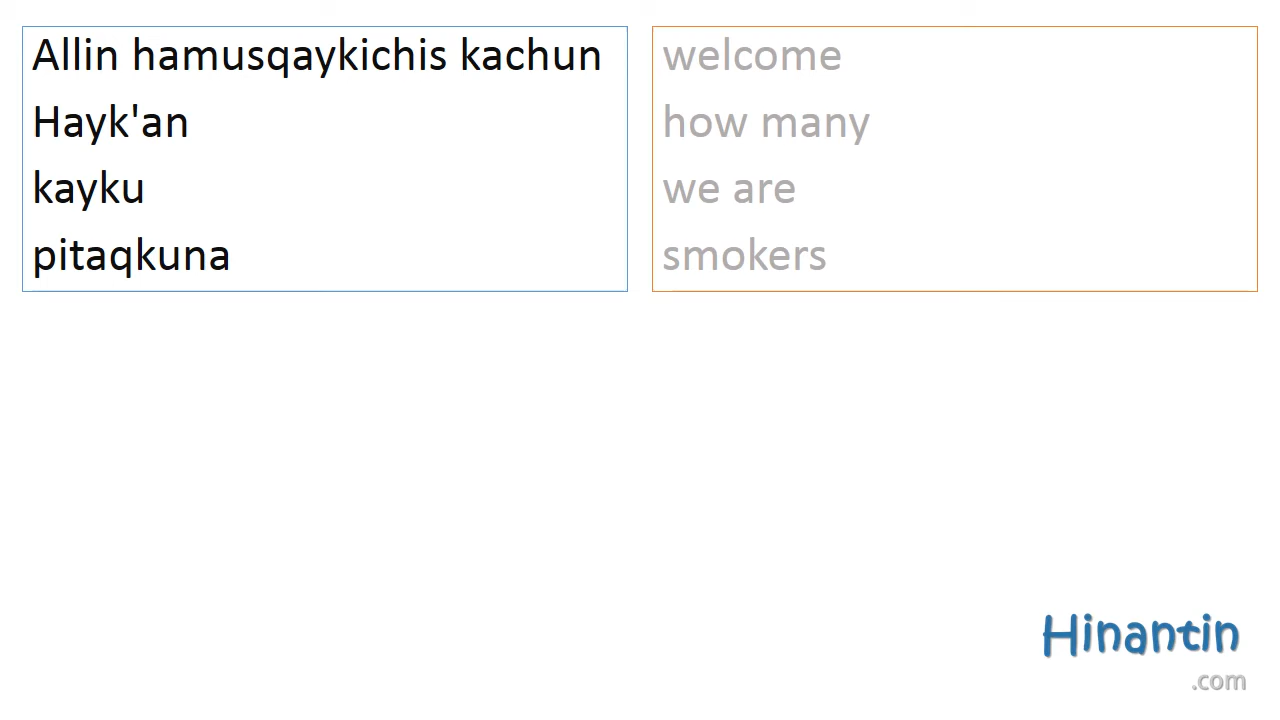 Allin hamusqaykichis kachun
Hayk'an
kayku
pitaqkuna
welcome
how many
we are
smokers
Hinantin
.com